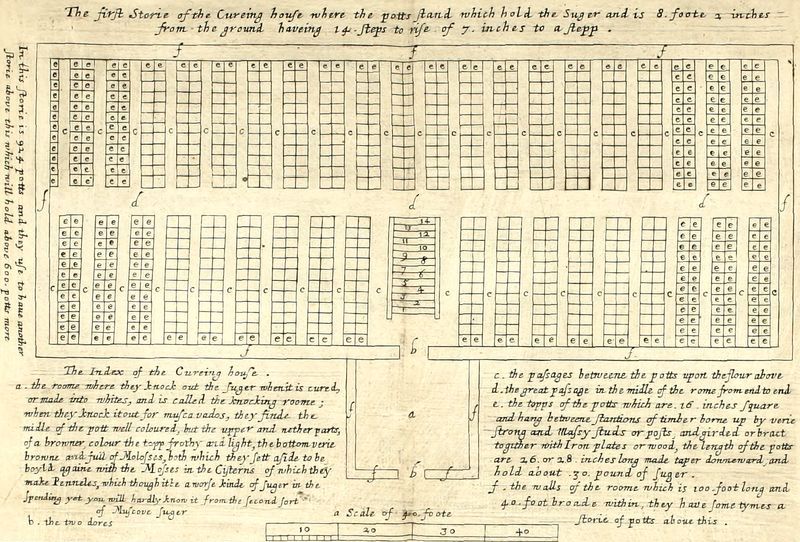 The first Storie of the Cureing house where the potts stand which hold the Suger and is 8. foote 2 inches
from the ground haveing 14. steps to rise of 7. inches to a stepp .
In this storie is 924 potts and they use to haue another
storie aboue this which will hold aboue 600. potts more
f f f
e e e e e e e e e e e e e e e e e e e e e e e e e e e e e e e e e e e e e e e
c c c c c c c c c c c c c c c c c c c c
f d d d f
14
13 12
11 10
9 8
7 6
5 4
3 2
1
c c c c c c c c c c c c c c c c c c
f b f
The Index of the Cureing house .
a . the roome where they knock out the suger when it is cured,
or made into whites, and is called the knocking roome ;
when they knock it out for muscavados, they finde the
midle of the pott well coloured, but the upper and nether parts,
of a browner, colour the topp frothy and light, the bottom verie
browne and full of Molosses, both which they sett aside to be
boyld againe with the Molosses in the Cisterns of which they
make Penneles, which though it be a worse kinde of suger in the
spending yet you will hardly know it from the second sort
of Muscove suger
b . the two dores
f a f
f b f
c . the passages betweene the potts upon the flour above
d . the great passage in the midle of the rome from end to end
e . the topps of the potts which are . 16 . inches square
and hang betweene stantions of timber borne up by verie
strong and Massy studs or posts, and girded or bract
together with Iron plates or wood, the length of the potts
are 26. or 28. inches long made taper downeward, and
hold about .30. pound of suger .
f . the walls of the roome which is 100. foot long and
40. foot broade within, they have some tymes a
storie of potts above this .
a Scale of 40. foote
10 20 30 40